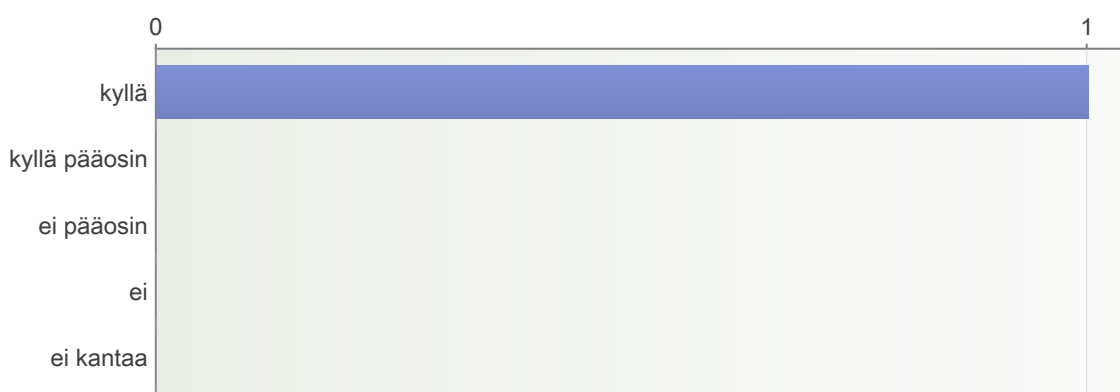 0 1
kyllä
kyllä pääosin
ei pääosin
ei
ei kantaa